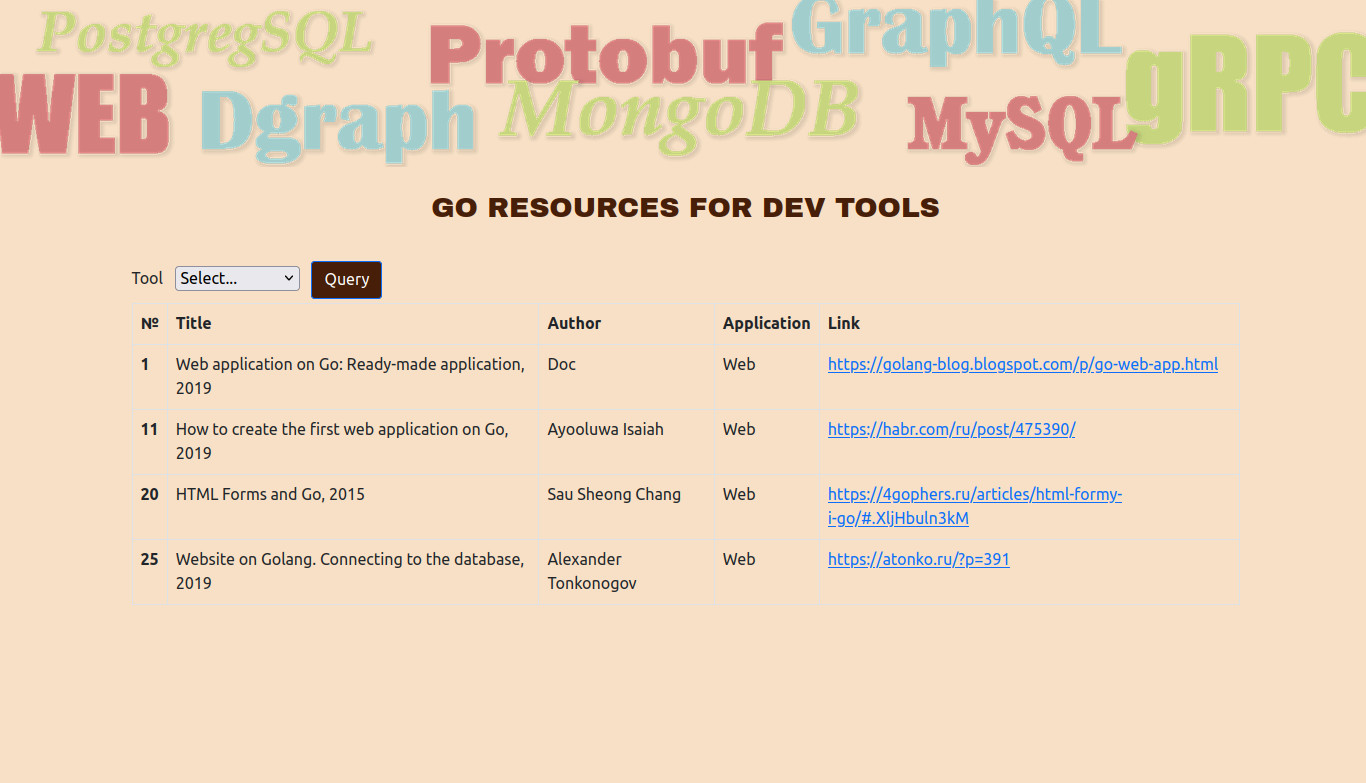 PostgregSQL
Protobuf
GraphQL
gRPC
WEB
Dgraph
MongoDB
MySQL
GO RESOURCES FOR DEV TOOLS
Tool Select... Query
№ Title Author Application Link
1 Web application on Go: Ready-made application, Doc Web https://golang-blog.blogspot.com/p/go-web-app.html
2019
11 How to create the first web application on Go, Ayooluwa Isaiah Web https://habr.com/ru/post/475390/
2019
20 HTML Forms and Go, 2015 Sau Sheong Chang Web https://4gophers.ru/articles/html-formy-
i-go/#.XljHbuln3kM
25 Website on Golang. Connecting to the database, Alexander Web https://atonko.ru/?p=391
2019 Tonkonogov